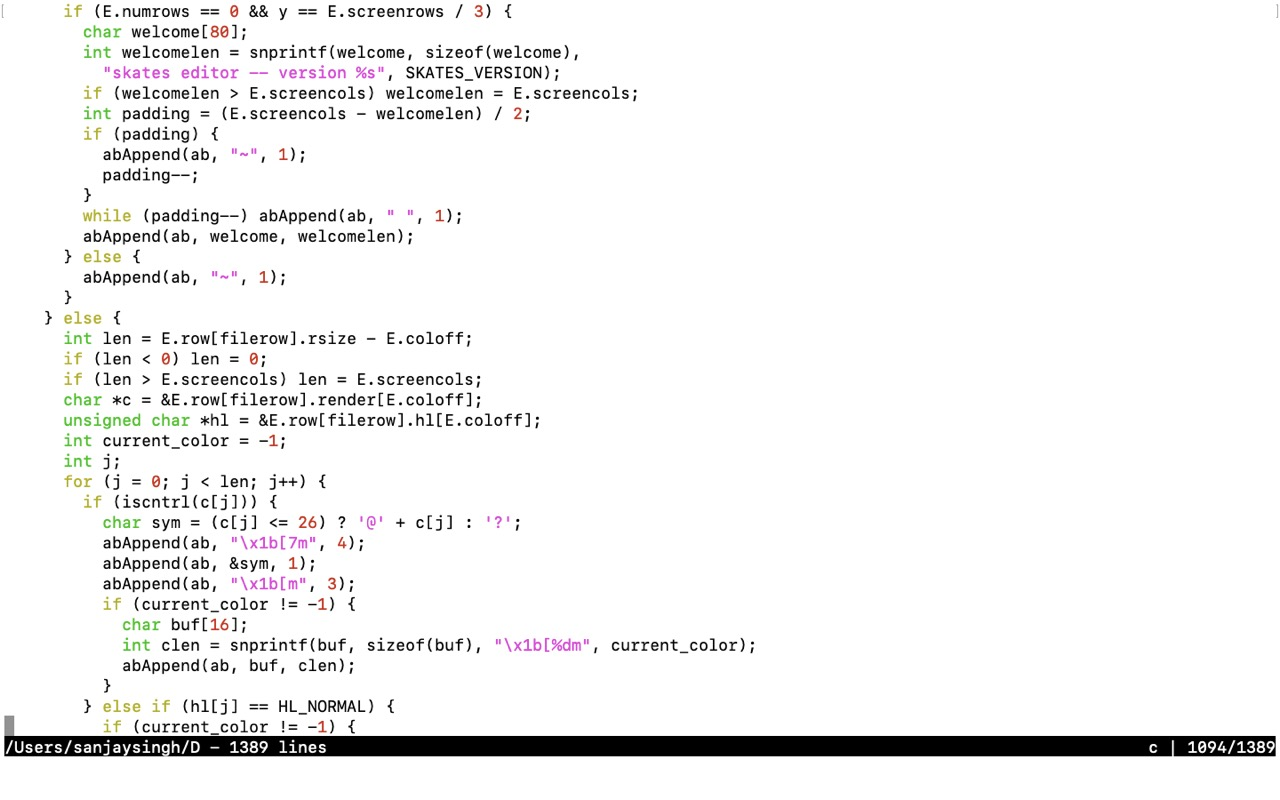 if (E.numrows == 0 && y == E.screenrows / 3) {
        char welcome[80];
        int welcomelen = snprintf(welcome, sizeof(welcome),
          "skates editor -- version %s", SKATES_VERSION);
        if (welcomelen > E.screencols) welcomelen = E.screencols;
        int padding = (E.screencols - welcomelen) / 2;
        if (padding) {
          abAppend(ab, "~", 1);
          padding--;
        }
        while (padding--) abAppend(ab, " ", 1);
        abAppend(ab, welcome, welcomelen);
      } else {
        abAppend(ab, "~", 1);
      }
    } else {
      int len = E.row[filerow].rsize - E.coloff;
      if (len < 0) len = 0;
      if (len > E.screencols) len = E.screencols;
      char *c = &E.row[filerow].render[E.coloff];
      unsigned char *hl = &E.row[filerow].hl[E.coloff];
      int current_color = -1;
      int j;
      for (j = 0; j < len; j++) {
        if (iscntrl(c[j])) {
          char sym = (c[j] <= 26) ? '@' + c[j] : '?';
          abAppend(ab, "\x1b[7m", 4);
          abAppend(ab, &sym, 1);
          abAppend(ab, "\x1b[m", 3);
          if (current_color != -1) {
            char buf[16];
            int clen = snprintf(buf, sizeof(buf), "\x1b[%dm", current_color);
            abAppend(ab, buf, clen);
          }
        } else if (hl[j] == HL_NORMAL) {
          if (current_color != -1) {
/Users/sanjaysingh/D - 1389 lines c | 1094/1389